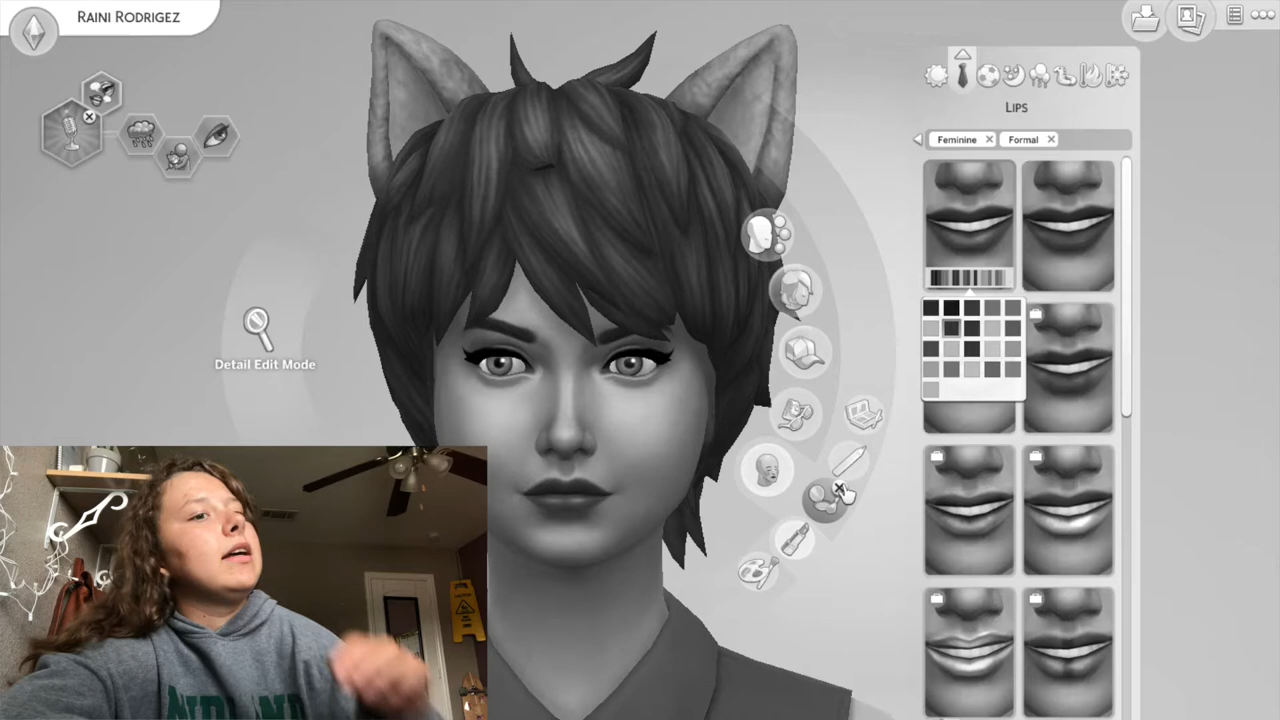 RAINI RODRIGEZ
LIPS
Feminine
Formal
Detail Edit Mode